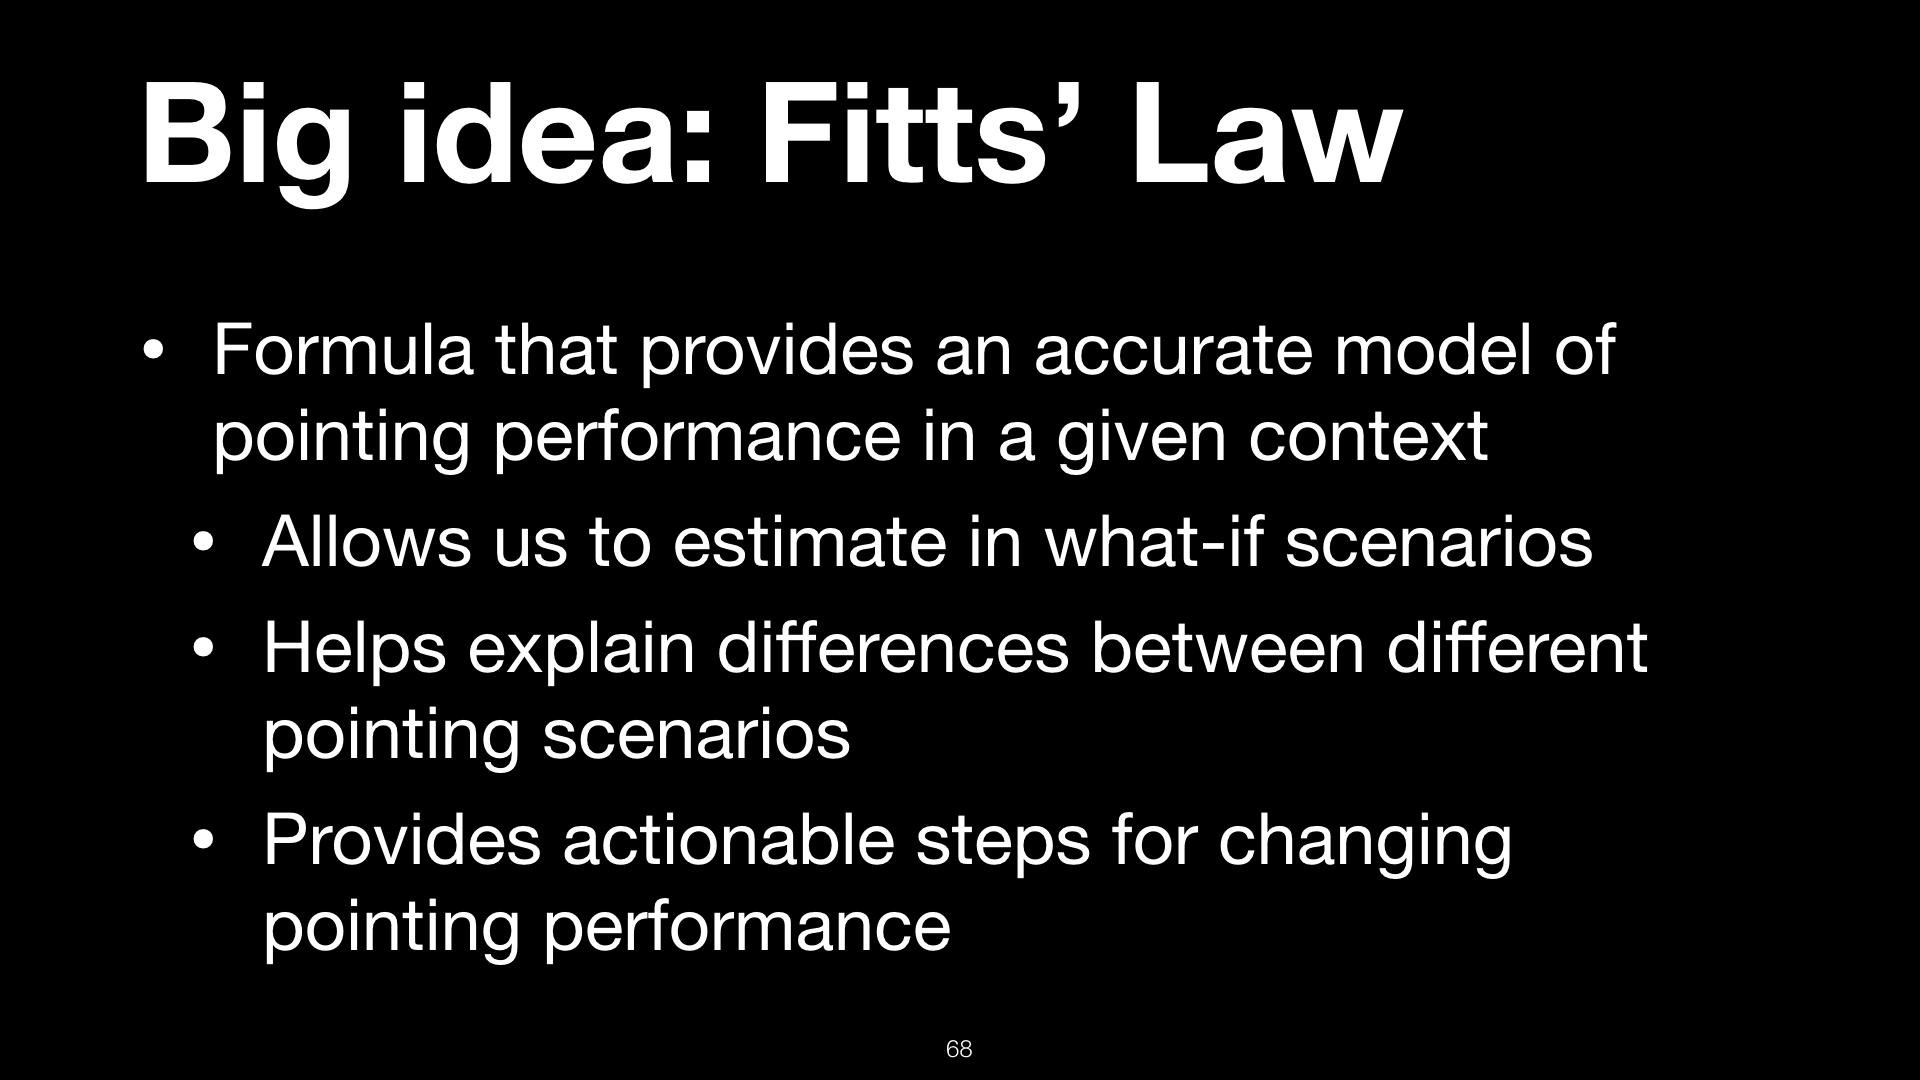 Big idea: Fitts’ Law
• Formula that provides an accurate model of
pointing performance in a given context
• Allows us to estimate in what-if scenarios
• Helps explain differences between different
pointing scenarios
• Provides actionable steps for changing
pointing performance
68